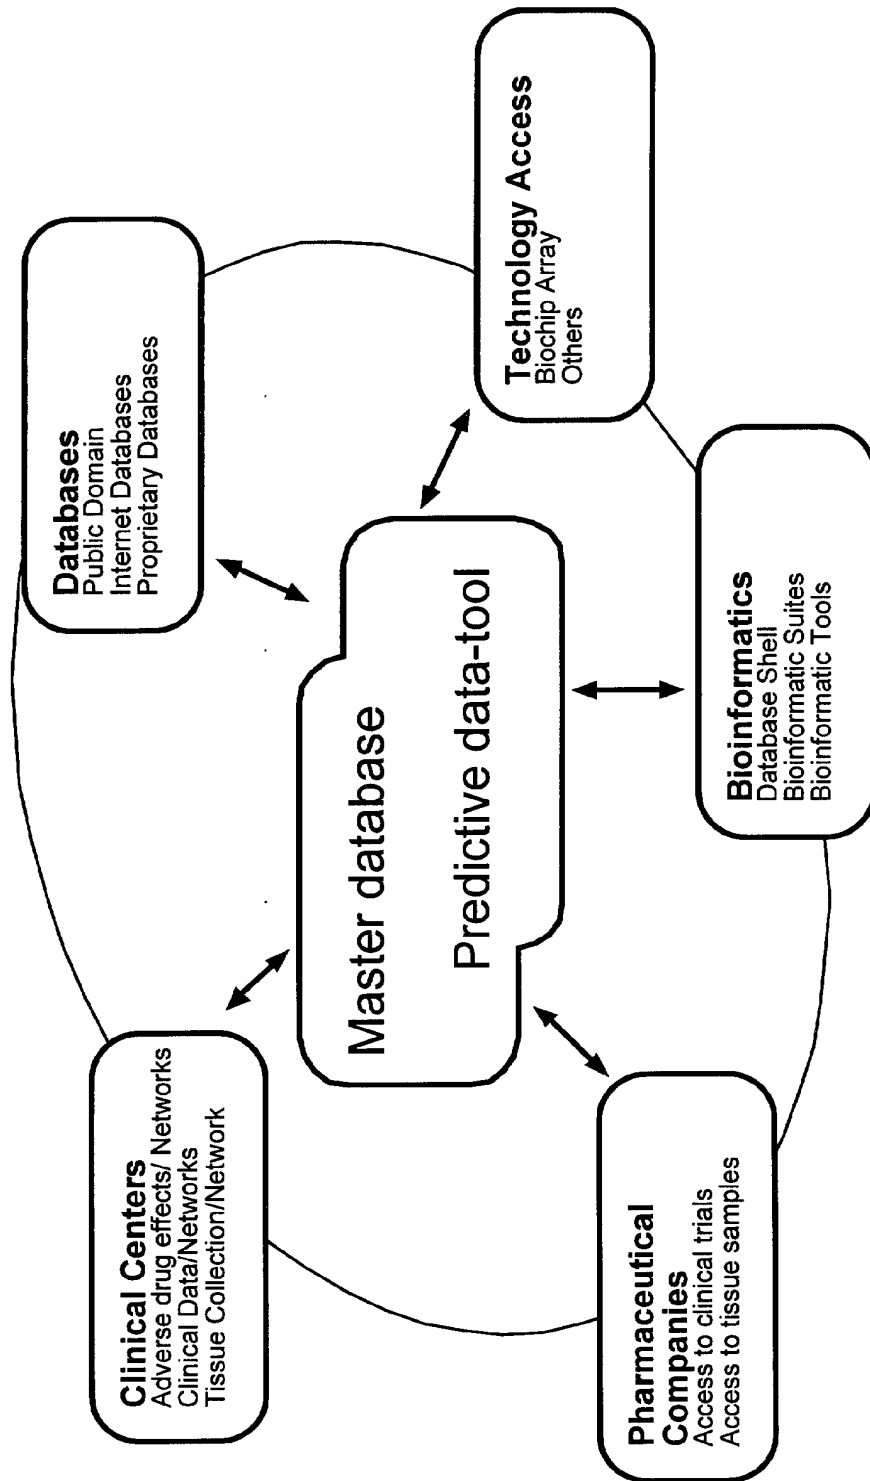 Clinical Centers
Adverse drug effects/ Networks
Clinical Data/Networks
Tissue Collection/Network
Databases
Public Domain
Internet Databases
Proprietary Databases
Master database
Predictive data-tool
Technology Access
Biochip Array
Others
Pharmaceutical
Companies
Access to clinical trials
Access to tissue samples
Bioinformatics
Database Shell
Bioinformatic Suites
Bioinformatic Tools